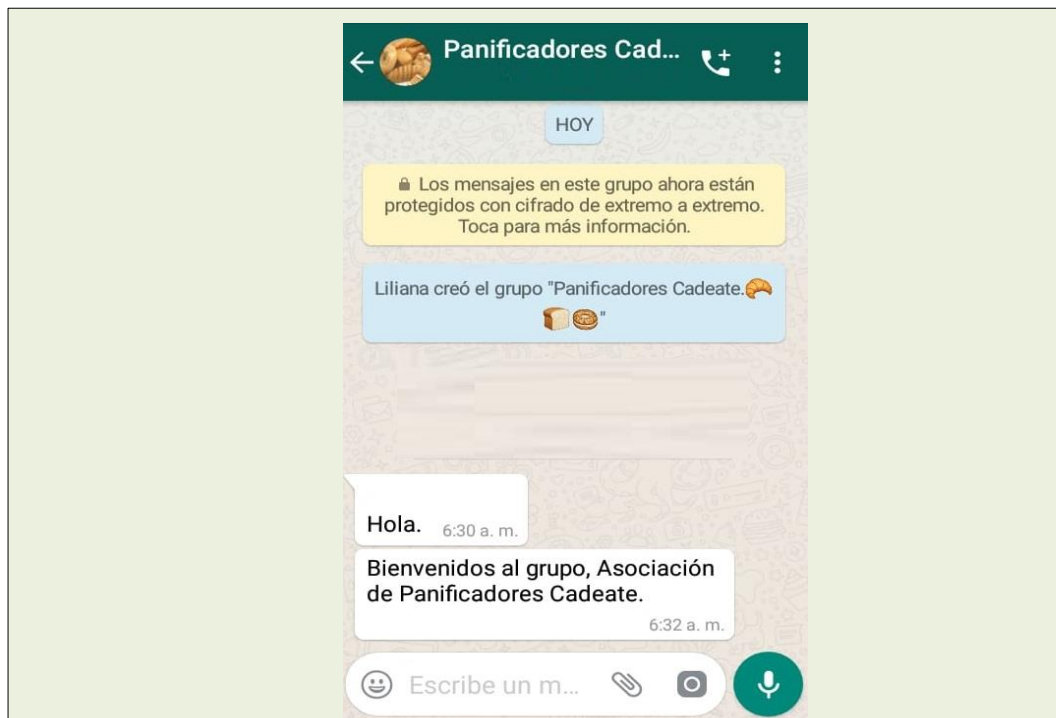 Panificadores Cad...
HOY
Los mensajes en este grupo ahora están
protegidos con cifrado de extremo a extremo.
Toca para más información.
Liliana creó el grupo "Panificadores Cadeate.🥐
🍞🥯"
Hola. 6:30 a. m.
Bienvenidos al grupo, Asociación
de Panificadores Cadeate.
6:32 a. m.
Escribe un m...